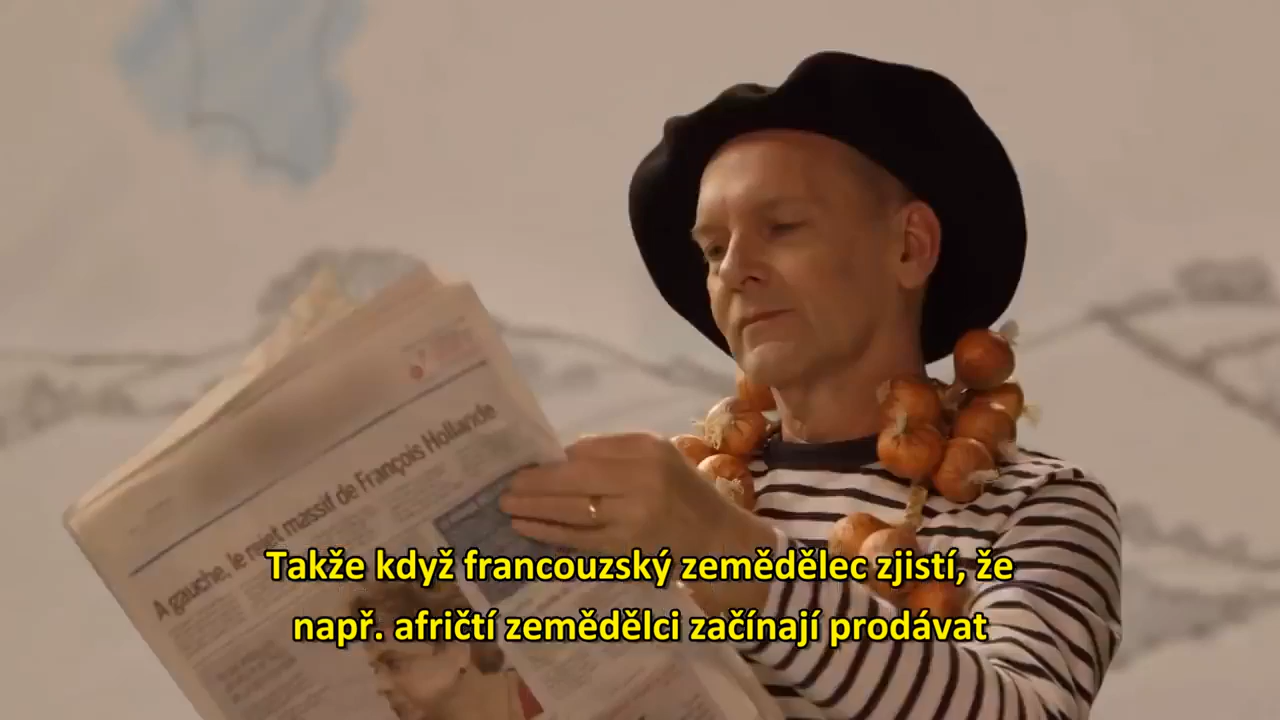 A gauche, le rejet massif de François Hollande
Takže když francouzský zemědělec zjistí, že
např. afričtí zemědělci začínají prodávat